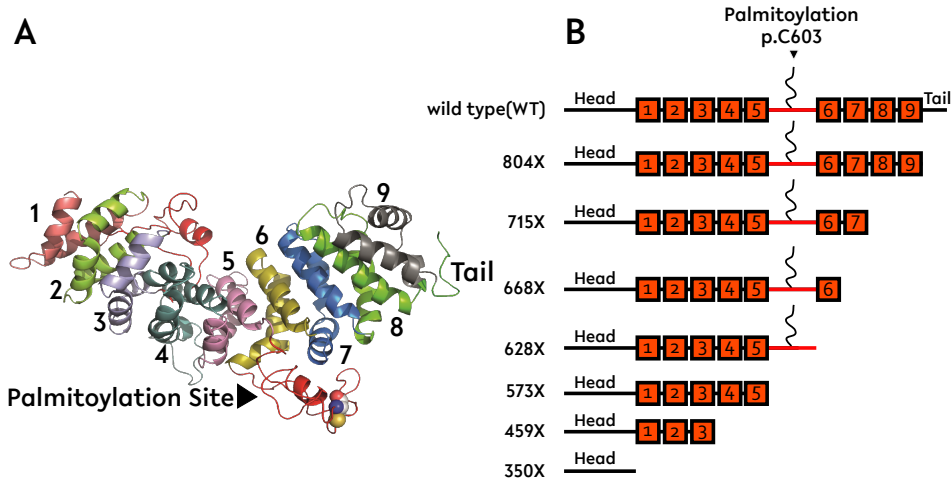 A
1
2
3
4
5
6
7
8
9
Tail
Palmitoylation Site
B
Palmitoylation
p.C603
wild type(WT) Head 1 2 3 4 5 6 7 8 9 Tail
804X Head 1 2 3 4 5 6 7 8 9
715X Head 1 2 3 4 5 6 7
668X Head 1 2 3 4 5 6
628X Head 1 2 3 4 5
573X Head 1 2 3 4 5
459X Head 1 2 3
350X Head